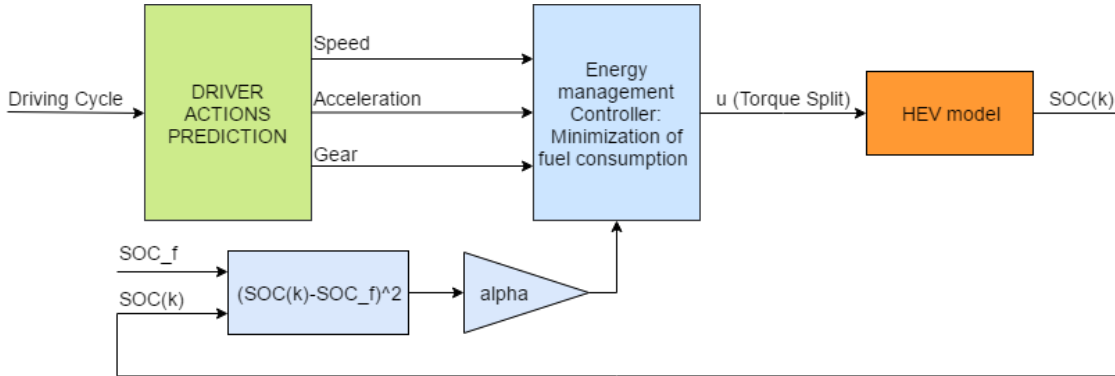 Driving Cycle
DRIVER
ACTIONS
PREDICTION
Speed
Acceleration
Gear
Energy
management
Controller:
Minimization of
fuel consumption
u (Torque Split)
HEV model
SOC(k)
SOC_f
SOC(k)
(SOC(k)-SOC_f)^2
alpha